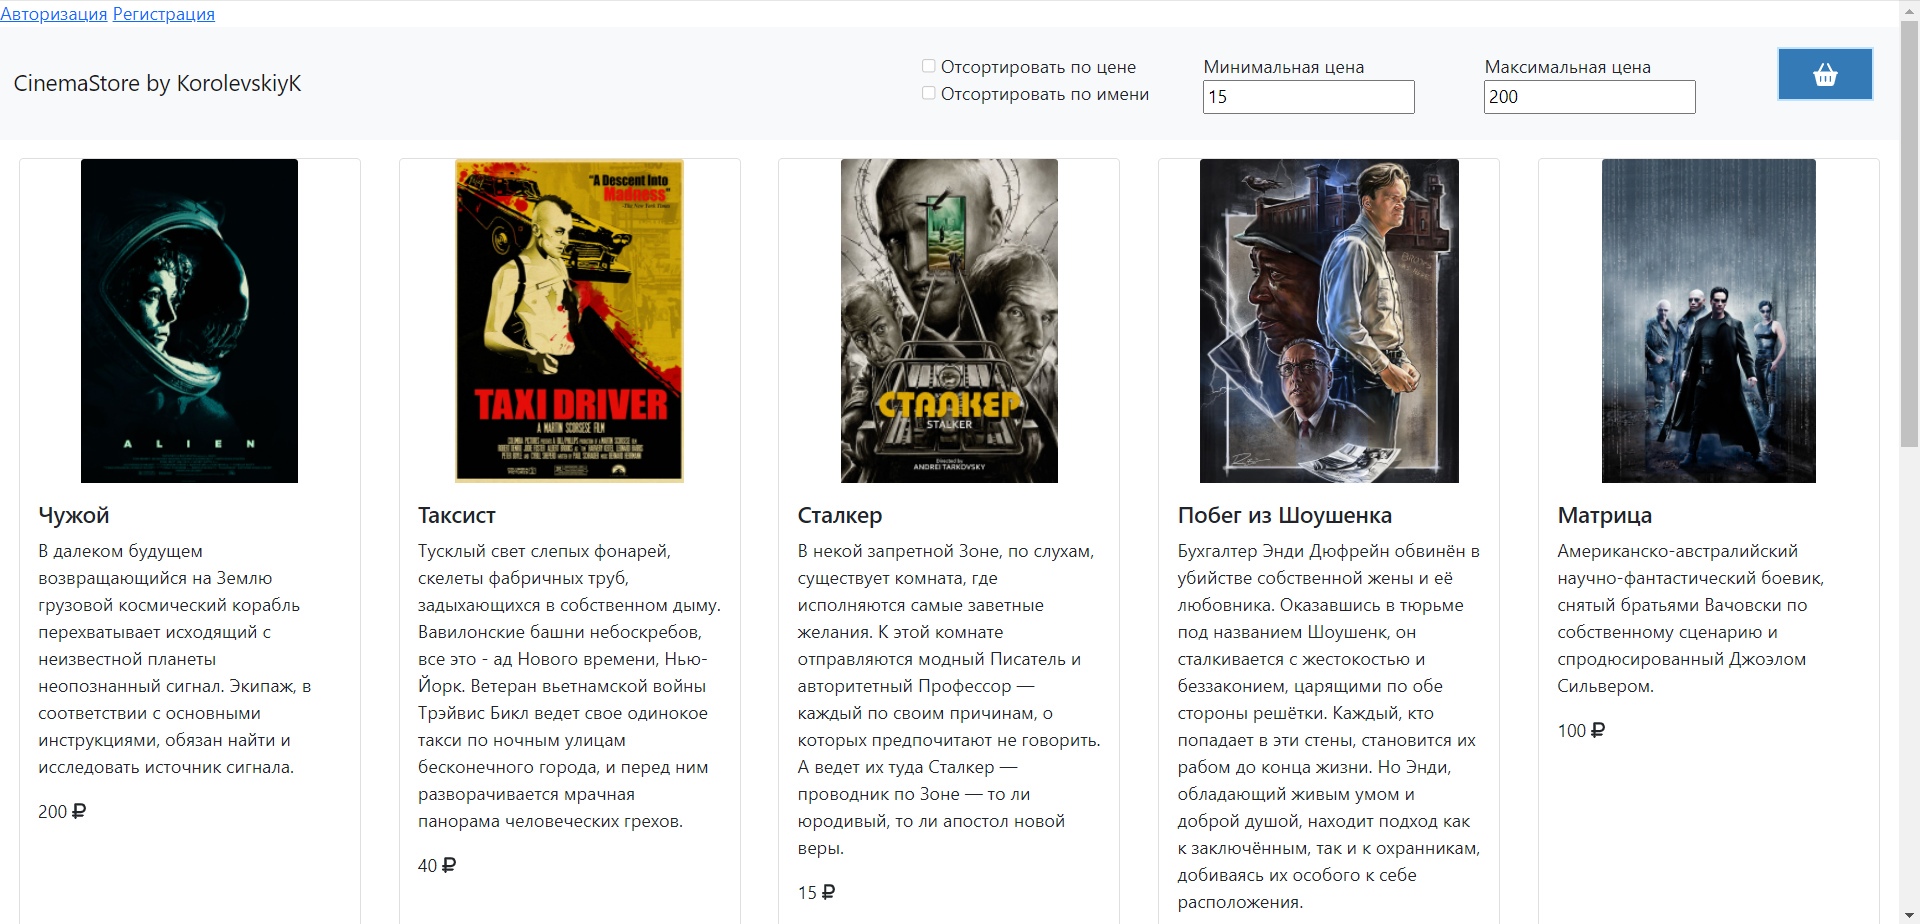 Авторизация Регистрация
CinemaStore by KorolevskiyK
Отсортировать по цене
Отсортировать по имени
Минимальная цена
15
Максимальная цена
200
A L I E N
Чужой
В далеком будущем
возвращающийся на Землю
грузовой космический корабль
перехватывает исходящий с
неизвестной планеты
неопознанный сигнал. Экипаж, в
соответствии с основными
инструкциями, обязан найти и
исследовать источник сигнала.
200 ₽
"A Descent Into
Madness"
-The New York Times
TAXI DRIVER
A MARTIN SCORSESE FILM
Таксист
Тусклый свет слепых фонарей,
скелеты фабричных труб,
задыхающихся в собственном дыму.
Вавилонские башни небоскребов,
все это - ад Нового времени, Нью-
Йорк. Ветеран вьетнамской войны
Трэйвис Бикл ведет свое одинокое
такси по ночным улицам
бесконечного города, и перед ним
разворачивается мрачная
панорама человеческих грехов.
40 ₽
СТАЛКЕР
STALKER
Directed by
ANDREI TARKOVSKY
Сталкер
В некой запретной Зоне, по слухам,
существует комната, где
исполняются самые заветные
желания. К этой комнате
отправляются модный Писатель и
авторитетный Профессор —
каждый по своим причинам, о
которых предпочитают не говорить.
А ведет их туда Сталкер —
проводник по Зоне — то ли
юродивый, то ли апостол новой
веры.
15 ₽
Побег из Шоушенка
Бухгалтер Энди Дюфрейн обвинён в
убийстве собственной жены и её
любовника. Оказавшись в тюрьме
под названием Шоушенк, он
сталкивается с жестокостью и
беззаконием, царящими по обе
стороны решётки. Каждый, кто
попадает в эти стены, становится их
рабом до конца жизни. Но Энди,
обладающий живым умом и
доброй душой, находит подход как
к заключённым, так и к охранникам,
добиваясь их особого к себе
расположения.
Матрица
Американско-австралийский
научно-фантастический боевик,
снятый братьями Вачовски по
собственному сценарию и
спродюсированный Джоэлом
Сильвером.
100 ₽